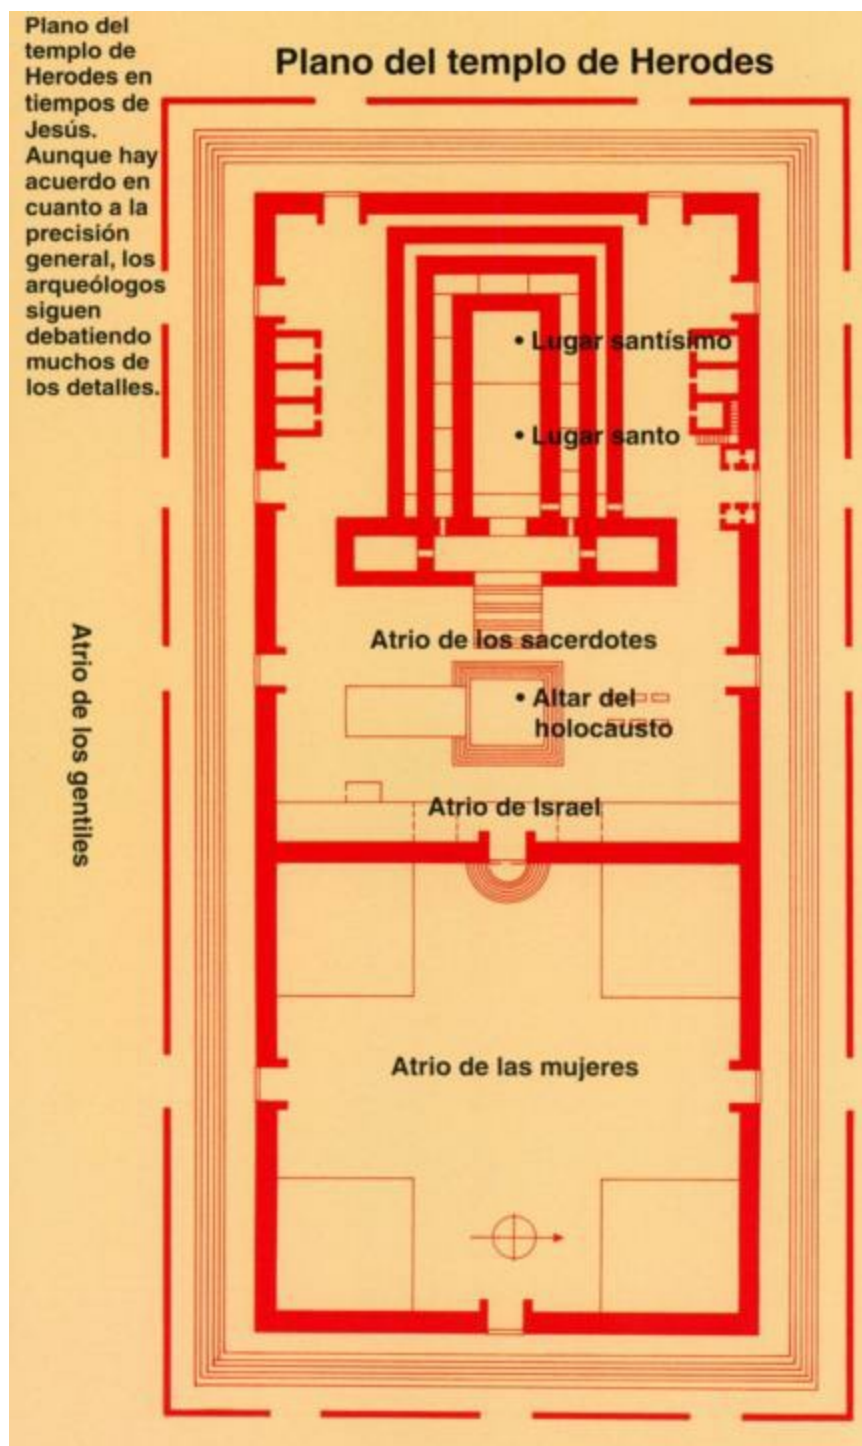 Plano del templo de Herodes
Plano del
templo de
Herodes en
tiempos de
Jesús.
Aunque hay
acuerdo en
cuanto a la
precisión
general, los
arqueólogos
siguen
debatiendo
muchos de
los detalles.
• Lugar santísimo
• Lugar santo
Atrio de los sacerdotes
• Altar del
holocausto
Atrio de Israel
Atrio de los gentiles
Atrio de las mujeres